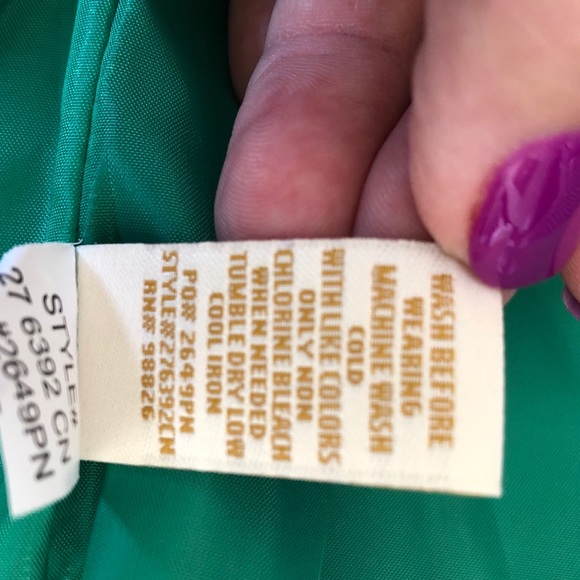 WASH BEFORE
WEARING
MACHINE WASH
COLD
WITH LIKE COLORS
ONLY NON
CHLORINE BLEACH
WHEN NEEDED
TUMBLE DRY LOW
COOL IRON
PO# 2649PN
STYLE# 276392CN
RN# 98826
STYLE#
27 6392 CN
#2649PN